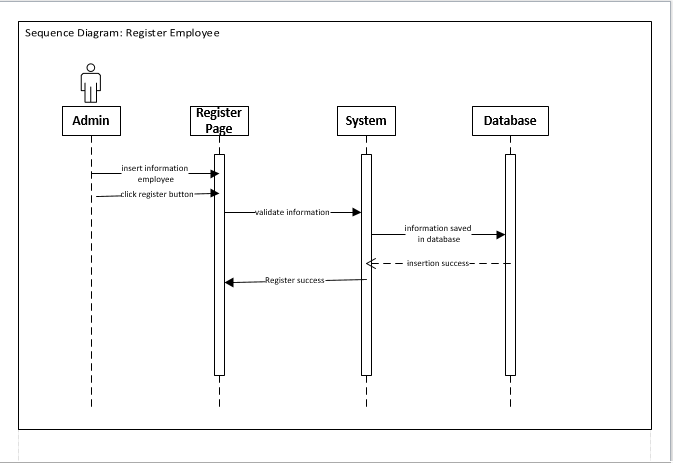 Sequence Diagram: Register Employee
Admin
Register
Page
System
Database
insert information
employee
click register button
validate information
information saved
in database
insertion success
Register success